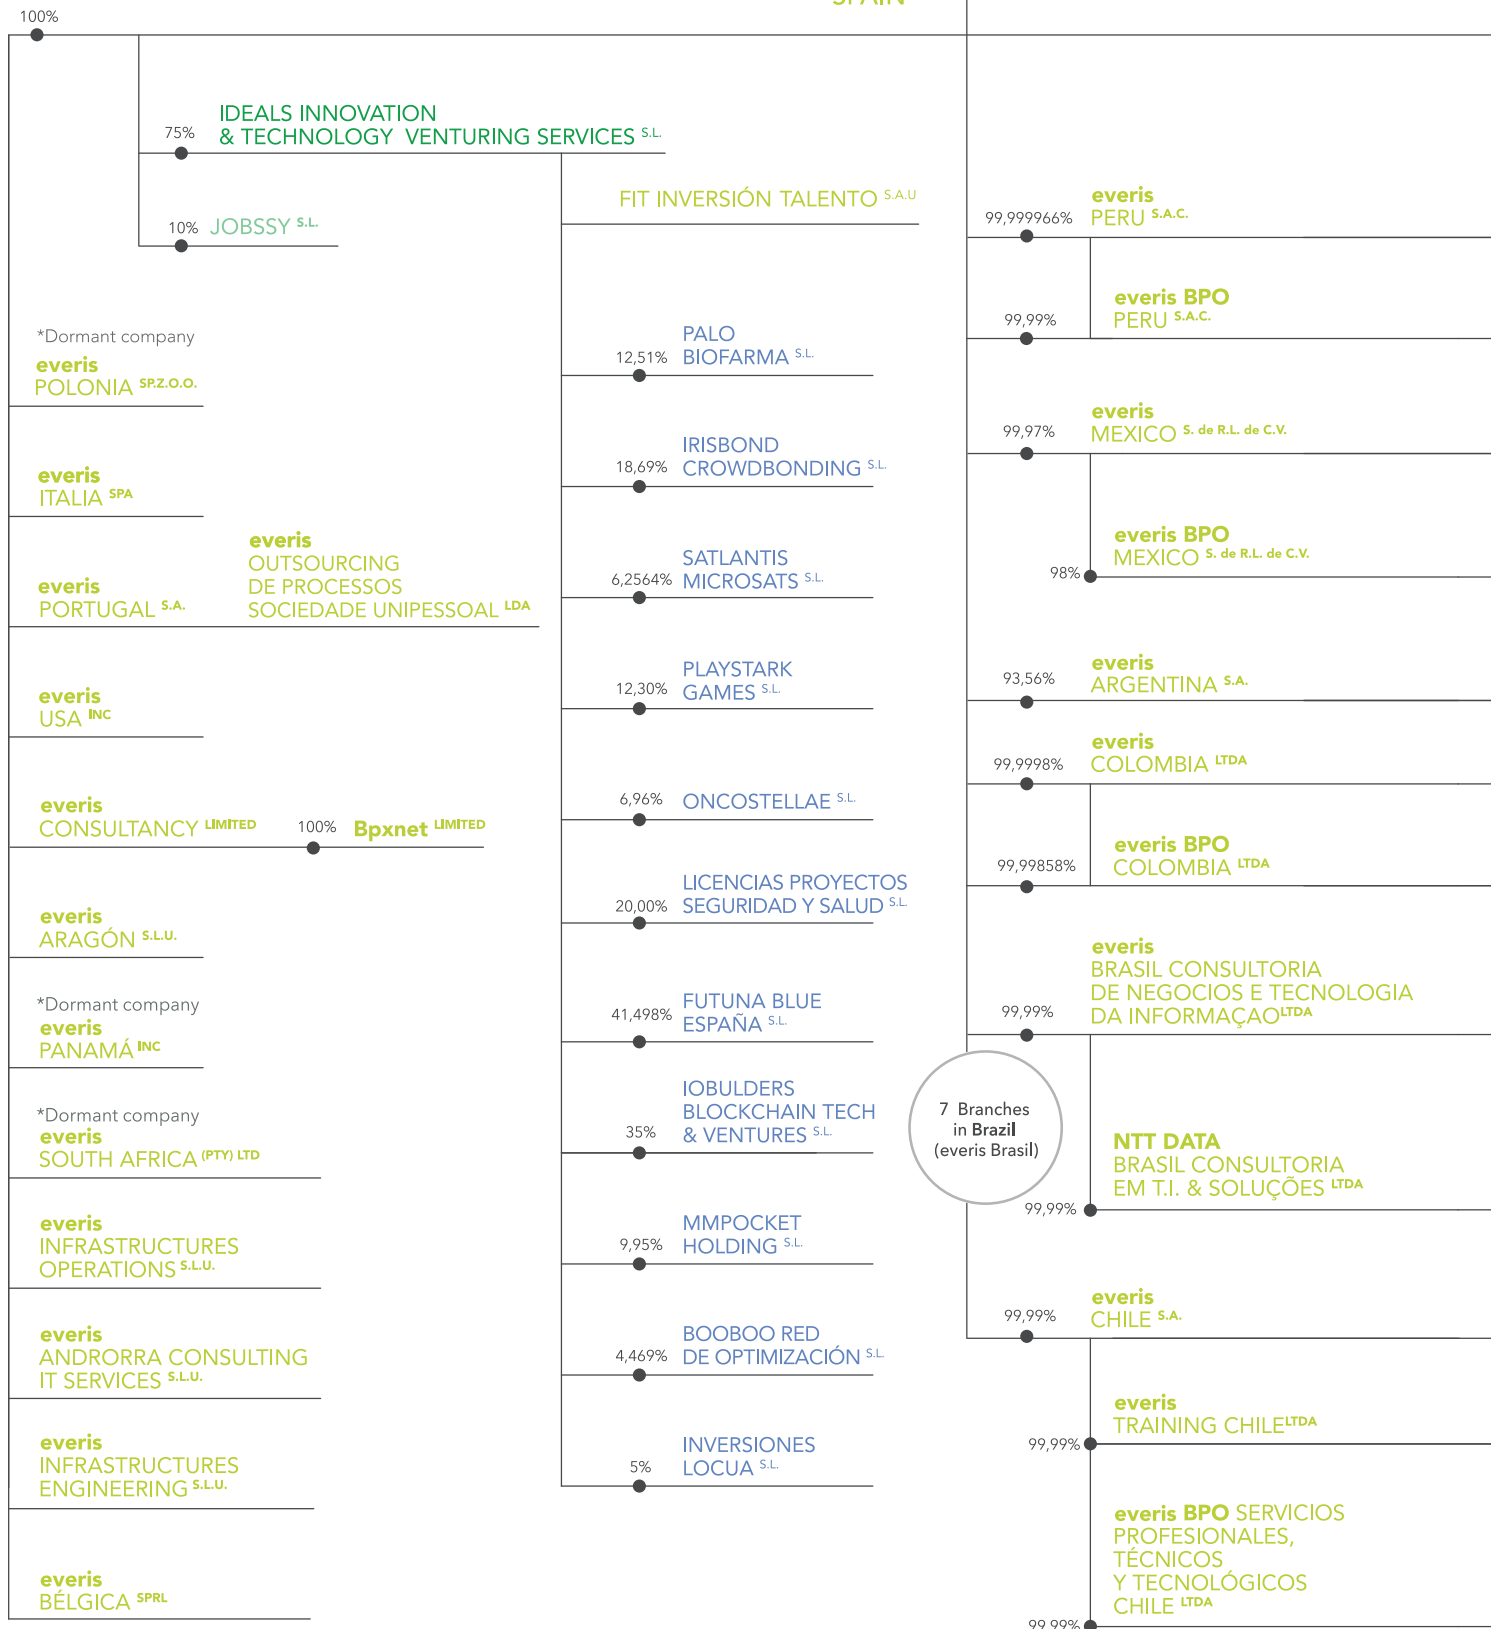 SPAIN
100%
75%
IDEALS INNOVATION
& TECHNOLOGY VENTURING SERVICES S.L.
10%
JOBSSY S.L.
*Dormant company
everis
POLONIA SP.Z.O.O.
everis
ITALIA SPA
everis
PORTUGAL S.A.
everis
OUTSOURCING
DE PROCESSOS
SOCIEDADE UNIPESSOAL LDA
everis
USA INC
everis
CONSULTANCY LIMITED
100%
Bpxnet LIMITED
everis
ARAGÓN S.L.U.
*Dormant company
everis
PANAMÁ INC
*Dormant company
everis
SOUTH AFRICA (PTY) LTD
everis
INFRASTRUCTURES
OPERATIONS S.L.U.
everis
ANDRORRA CONSULTING
IT SERVICES S.L.U.
everis
INFRASTRUCTURES
ENGINEERING S.L.U.
everis
BÉLGICA SPRL
FIT INVERSIÓN TALENTO S.A.U
12,51%
PALO
BIOFARMA S.L.
18,69%
IRISBOND
CROWDBONDING S.L.
6,2564%
SATLANTIS
MICROSATS S.L.
12,30%
PLAYSTARK
GAMES S.L.
6,96%
ONCOSTELLAE S.L.
20,00%
LICENCIAS PROYECTOS
SEGURIDAD Y SALUD S.L.
41,498%
FUTUNA BLUE
ESPAÑA S.L.
35%
IOBULDERS
BLOCKCHAIN TECH
& VENTURES S.L.
9,95%
MMPOCKET
HOLDING S.L.
4,469%
BOOBOO RED
DE OPTIMIZACIÓN S.L.
5%
INVERSIONES
LOCUA S.L.
99,999966%
everis
PERU S.A.C.
99,99%
everis BPO
PERU S.A.C.
99,97%
everis
MEXICO S. de R.L. de C.V.
98%
everis BPO
MEXICO S. de R.L. de C.V.
93,56%
everis
ARGENTINA S.A.
99,9998%
everis
COLOMBIA LTDA
99,99858%
everis BPO
COLOMBIA LTDA
99,99%
everis
BRASIL CONSULTORIA
DE NEGOCIOS E TECNOLOGIA
DA INFORMAÇAO LTDA
7 Branches
in Brazil
(everis Brasil)
99,99%
NTT DATA
BRASIL CONSULTORIA
EM T.I. & SOLUÇÕES LTDA
99,99%
everis
CHILE S.A.
99,99%
everis
TRAINING CHILE LTDA
99,99%
everis BPO SERVICIOS
PROFESIONALES,
TÉCNICOS
Y TECNOLÓGICOS
CHILE LTDA